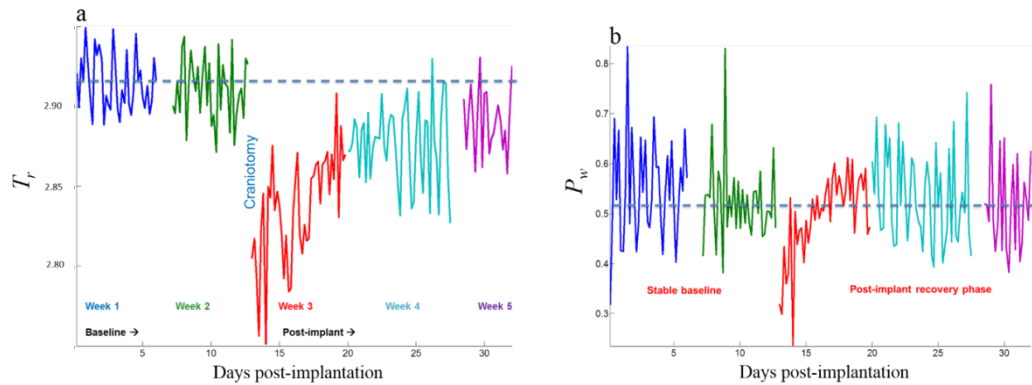 a
T_r
2.90
2.85
2.80
Craniotomy
Week 1
Week 2
Week 3
Week 4
Week 5
Baseline →
Post-implant →
5
10
15
20
25
30
Days post-implantation
b
P_w
0.8
0.7
0.6
0.5
0.4
0.3
Stable baseline
Post-implant recovery phase
5
10
15
20
25
30
Days post-implantation